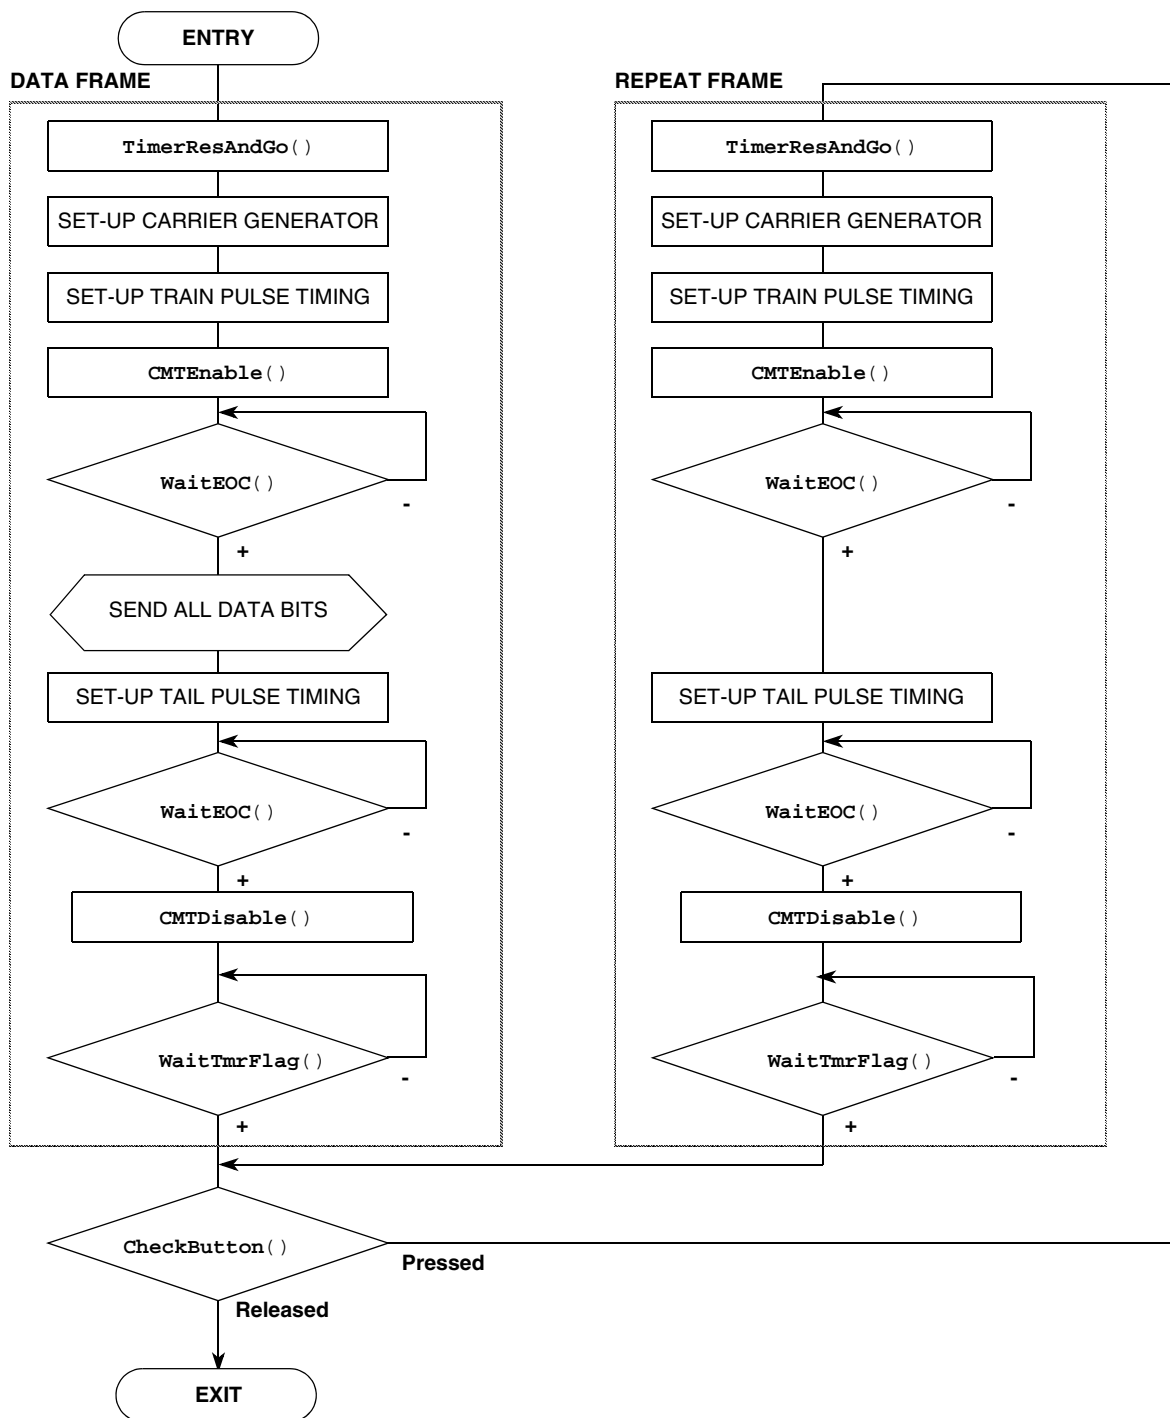 ENTRY
DATA FRAME
TimerResAndGo()
SET-UP CARRIER GENERATOR
SET-UP TRAIN PULSE TIMING
CMTEnable()
WaitEOC()
-
+
SEND ALL DATA BITS
SET-UP TAIL PULSE TIMING
WaitEOC()
-
+
CMTDisable()
WaitTmrFlag()
-
+
REPEAT FRAME
TimerResAndGo()
SET-UP CARRIER GENERATOR
SET-UP TRAIN PULSE TIMING
CMTEnable()
WaitEOC()
-
+
SET-UP TAIL PULSE TIMING
WaitEOC()
-
+
CMTDisable()
WaitTmrFlag()
-
+
CheckButton()
Pressed
Released
EXIT